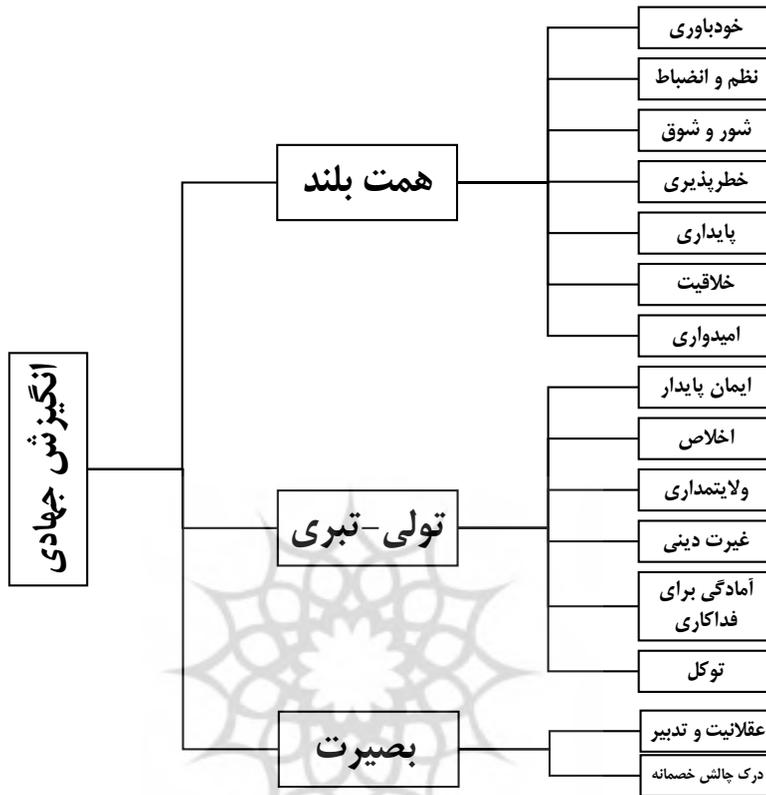 انگیزش جهادی
همت بلند
خودباوری
نظم و انضباط
شور و شوق
خطرپذیری
پایداری
خلاقیت
امیدواری
تولی-تبری
ایمان پایدار
اخلاص
ولایتمداری
غیرت دینی
آمادگی برای
فداکاری
توکل
بصیرت
عقلانیت و تدبیر
درک چالش خصمانه